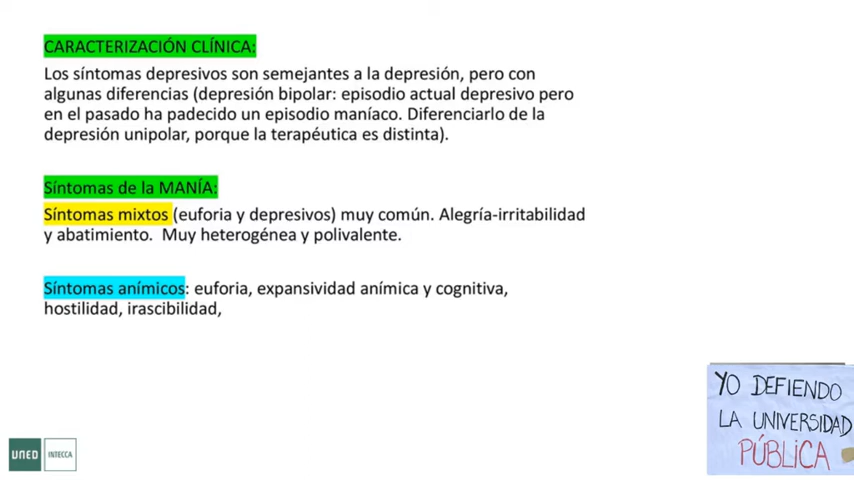 CARACTERIZACIÓN CLÍNICA:
Los síntomas depresivos son semejantes a la depresión, pero con
algunas diferencias (depresión bipolar: episodio actual depresivo pero
en el pasado ha padecido un episodio maníaco. Diferenciarlo de la
depresión unipolar, porque la terapéutica es distinta).
Síntomas de la MANÍA:
Síntomas mixtos (euforia y depresivos) muy común. Alegría-irritabilidad
y abatimiento. Muy heterogénea y polivalente.
Síntomas anímicos: euforia, expansividad anímica y cognitiva,
hostilidad, irascibilidad,
YO DEFIENDO
LA UNIVERSIDAD
PÚBLICA
UNED INTECCA